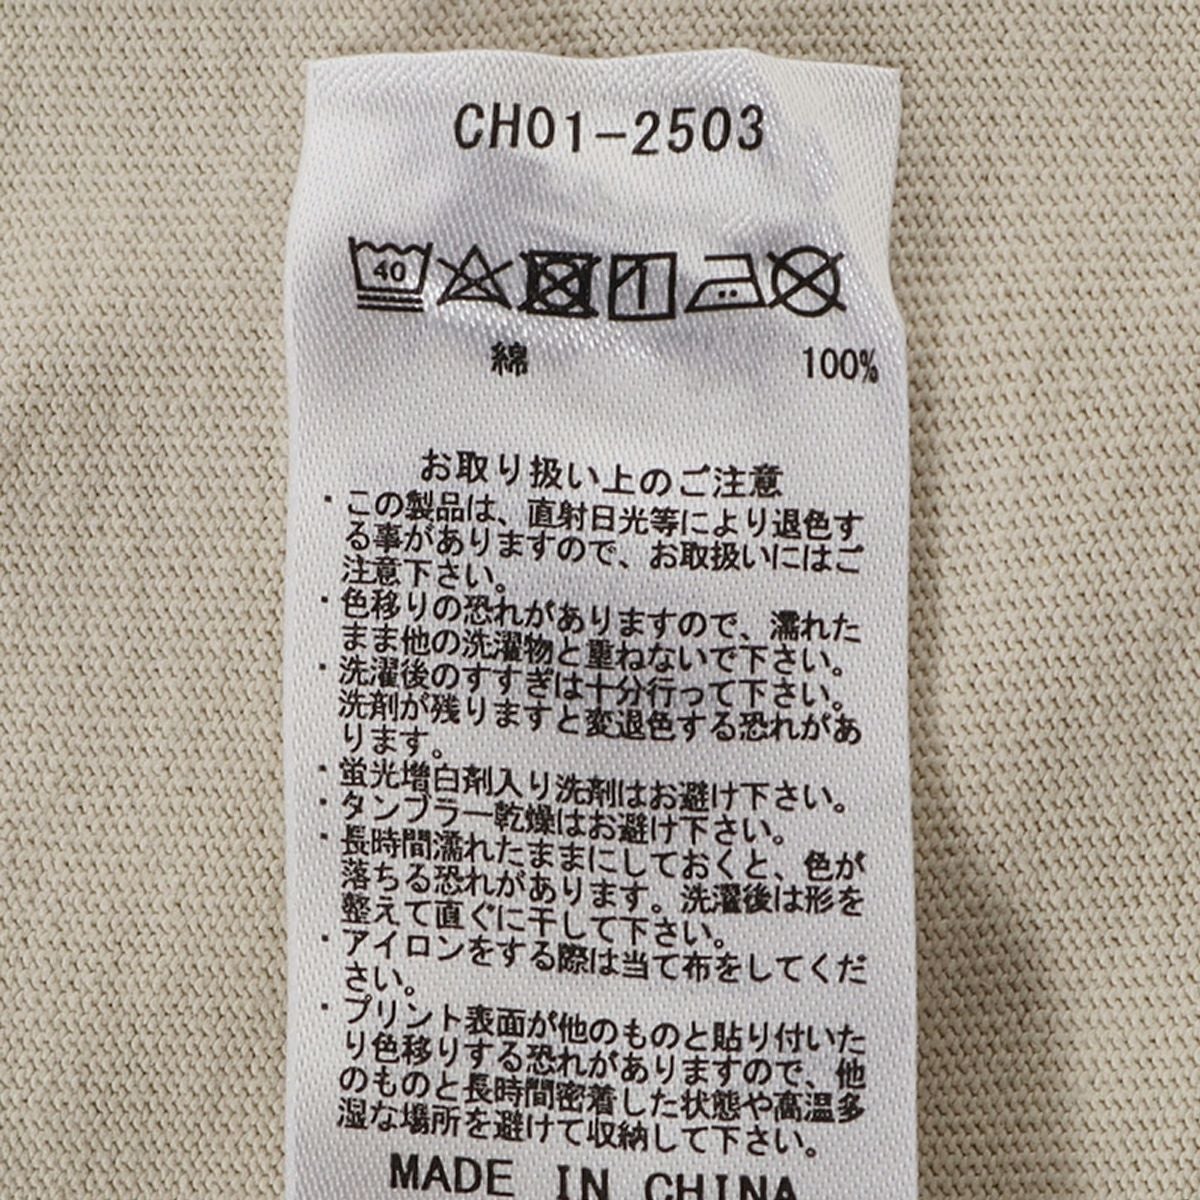 CH01-2503
40
綿 100%
お取り扱い上のご注意
・この製品は、直射日光等により退色す
る事がありますので、お取扱いにはご
注意下さい。
・色移りの恐れがありますので、濡れた
まま他の洗濯物と重ねないで下さい。
・洗濯後のすすぎは十分行って下さい。
洗剤が残りますと変退色する恐れがあ
ります。
・蛍光増白剤入り洗剤はお避け下さい。
・タンブラー乾燥はお避け下さい。
・長時間濡れたままにしておくと、色が
落ちる恐れがあります。洗濯後は形を
整えて直ぐに干して下さい。
・アイロンをする際は当て布をしてくだ
さい。
・プリント表面が他のものと貼り付いた
り色移りする恐れがありますので、他
のものと長時間密着した状態や高温多
湿な場所を避けて収納して下さい。
MADE IN CHINA